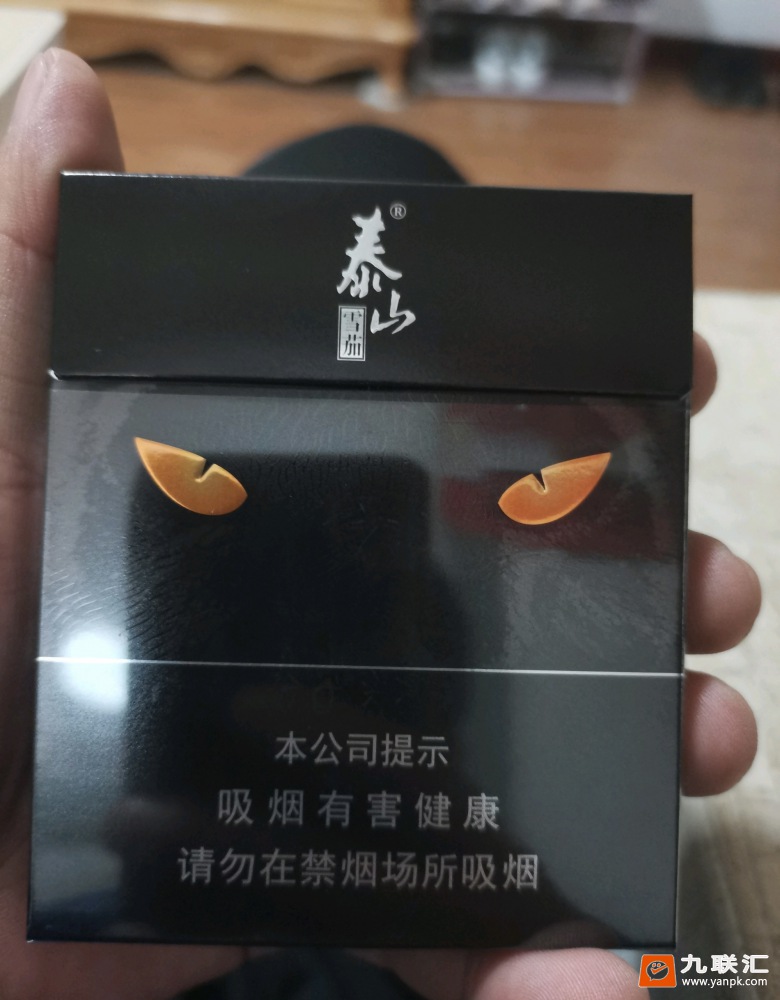 泰山®
雪茄
本公司提示
吸烟有害健康
请勿在禁烟场所吸烟
九联汇
www.yanpk.com